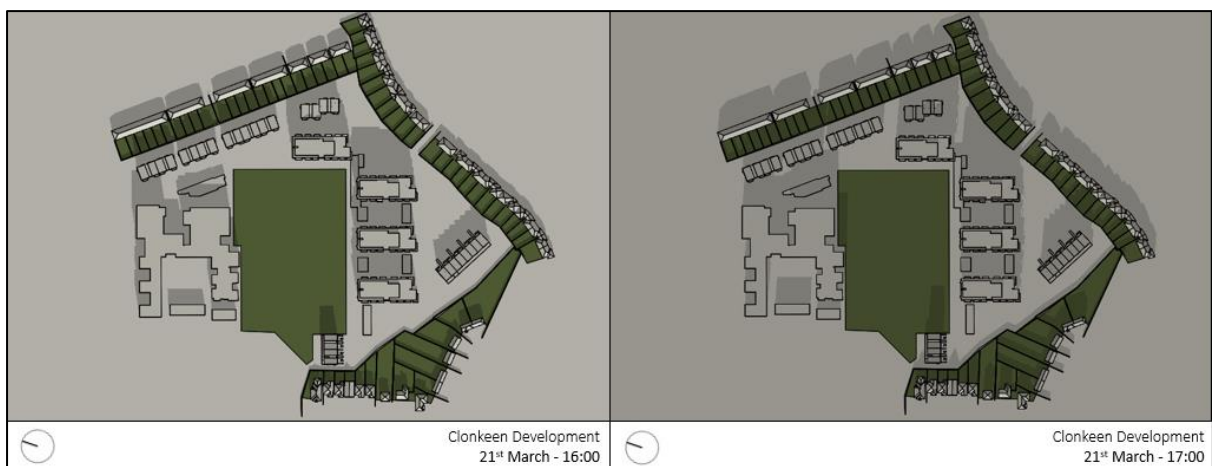 Clonkeen Development
21st March - 16:00
Clonkeen Development
21st March - 17:00